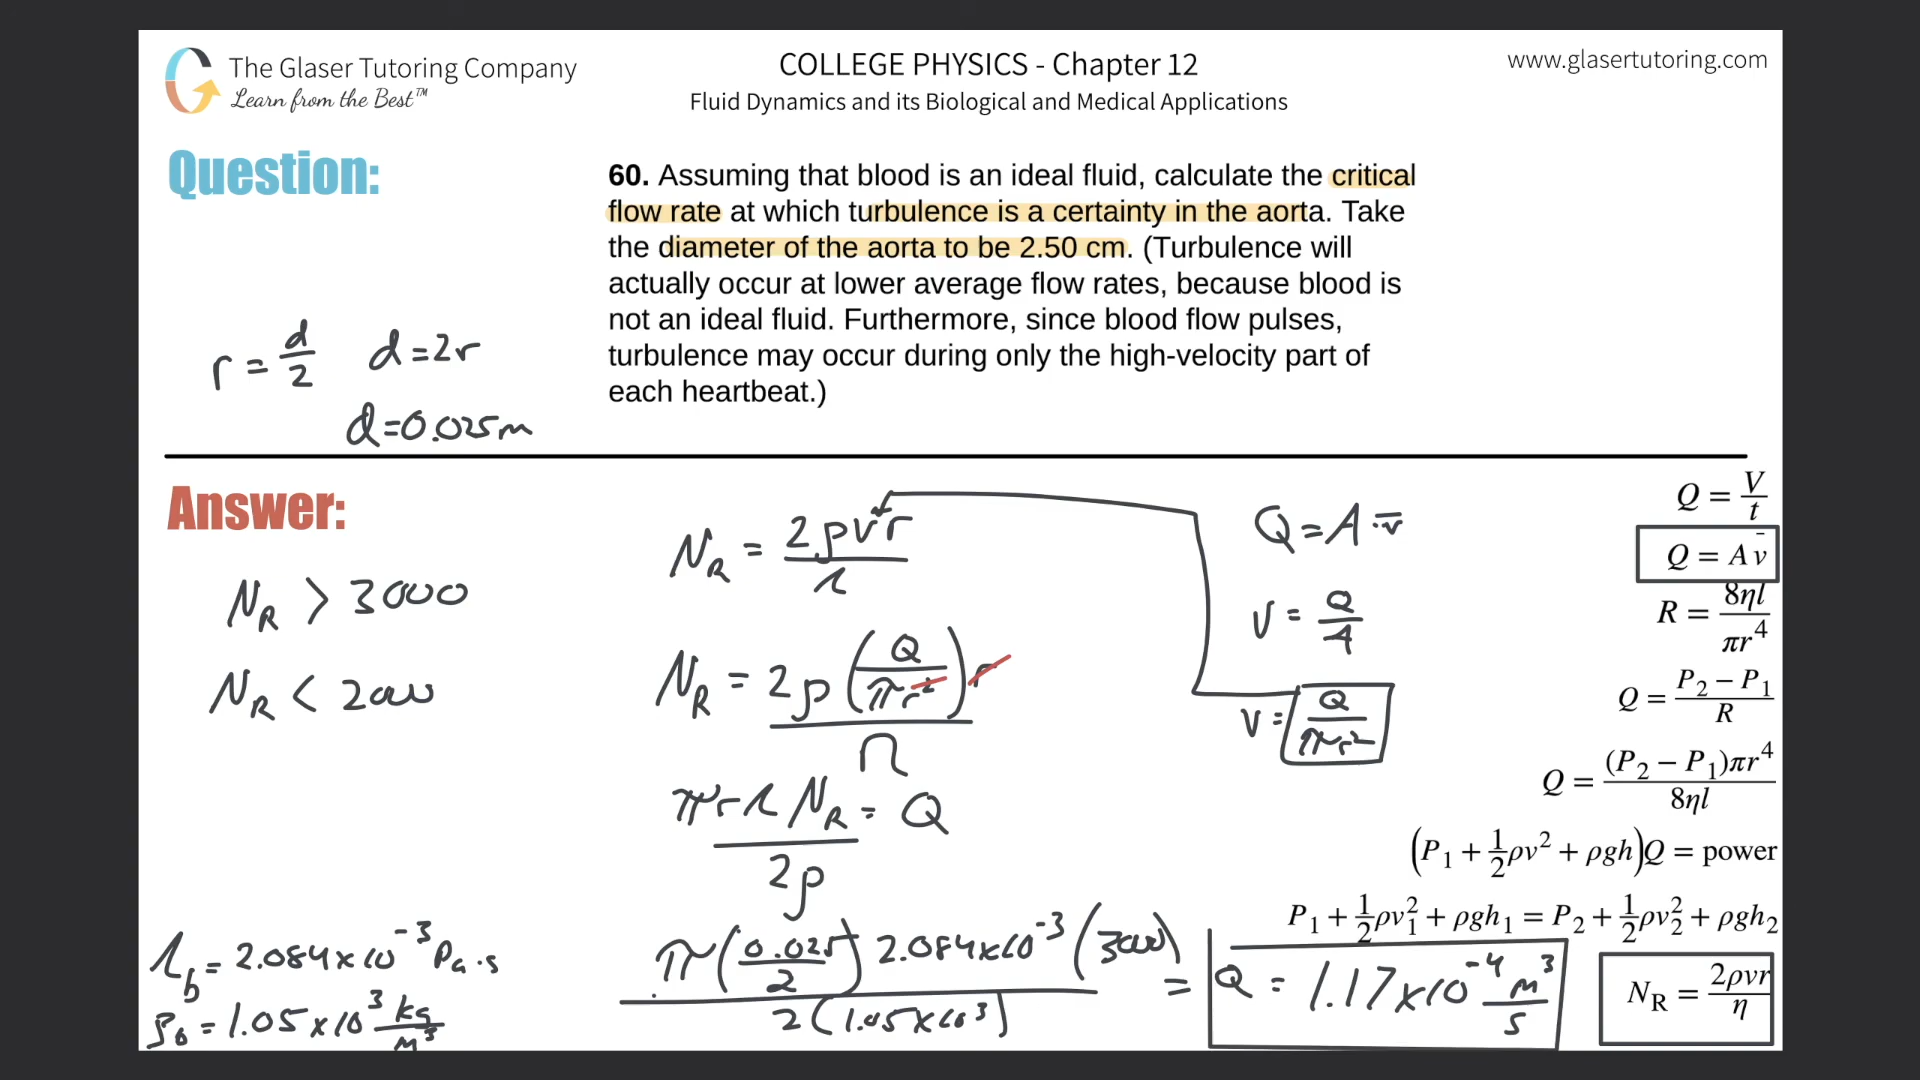 The Glaser Tutoring Company
Learn from the Best™
COLLEGE PHYSICS - Chapter 12
Fluid Dynamics and its Biological and Medical Applications
www.glasertutoring.com
Question:
60. Assuming that blood is an ideal fluid, calculate the critical
flow rate at which turbulence is a certainty in the aorta. Take
the diameter of the aorta to be 2.50 cm. (Turbulence will
actually occur at lower average flow rates, because blood is
not an ideal fluid. Furthermore, since blood flow pulses,
turbulence may occur during only the high-velocity part of
each heartbeat.)
r = d/2 d = 2r
d = 0.025 m
Answer:
N_R > 3000
N_R < 2000
η_b = 2.084 x 10^-3 Pa·s
ρ_b = 1.05 x 10^3 kg/m^3
N_R = 2ρvr/η
N_R = 2ρ(Q/πr²)r/η
πrηN_R/2ρ = Q
π(0.025/2) 2.084x10^-3 (3000) / 2(1.05 x 10^3) =
Q = 1.17 x 10^-4 m³/s
Q = A·v̄
v = Q/A
v = Q/πr²
Q = V/t
Q = A v̄
R = 8ηl/πr⁴
Q = (P₂ − P₁)/R
Q = (P₂ − P₁)πr⁴/8ηl
(P₁ + ½ρv² + ρgh)Q = power
P₁ + ½ρv₁² + ρgh₁ = P₂ + ½ρv₂² + ρgh₂
N_R = 2ρvr/η